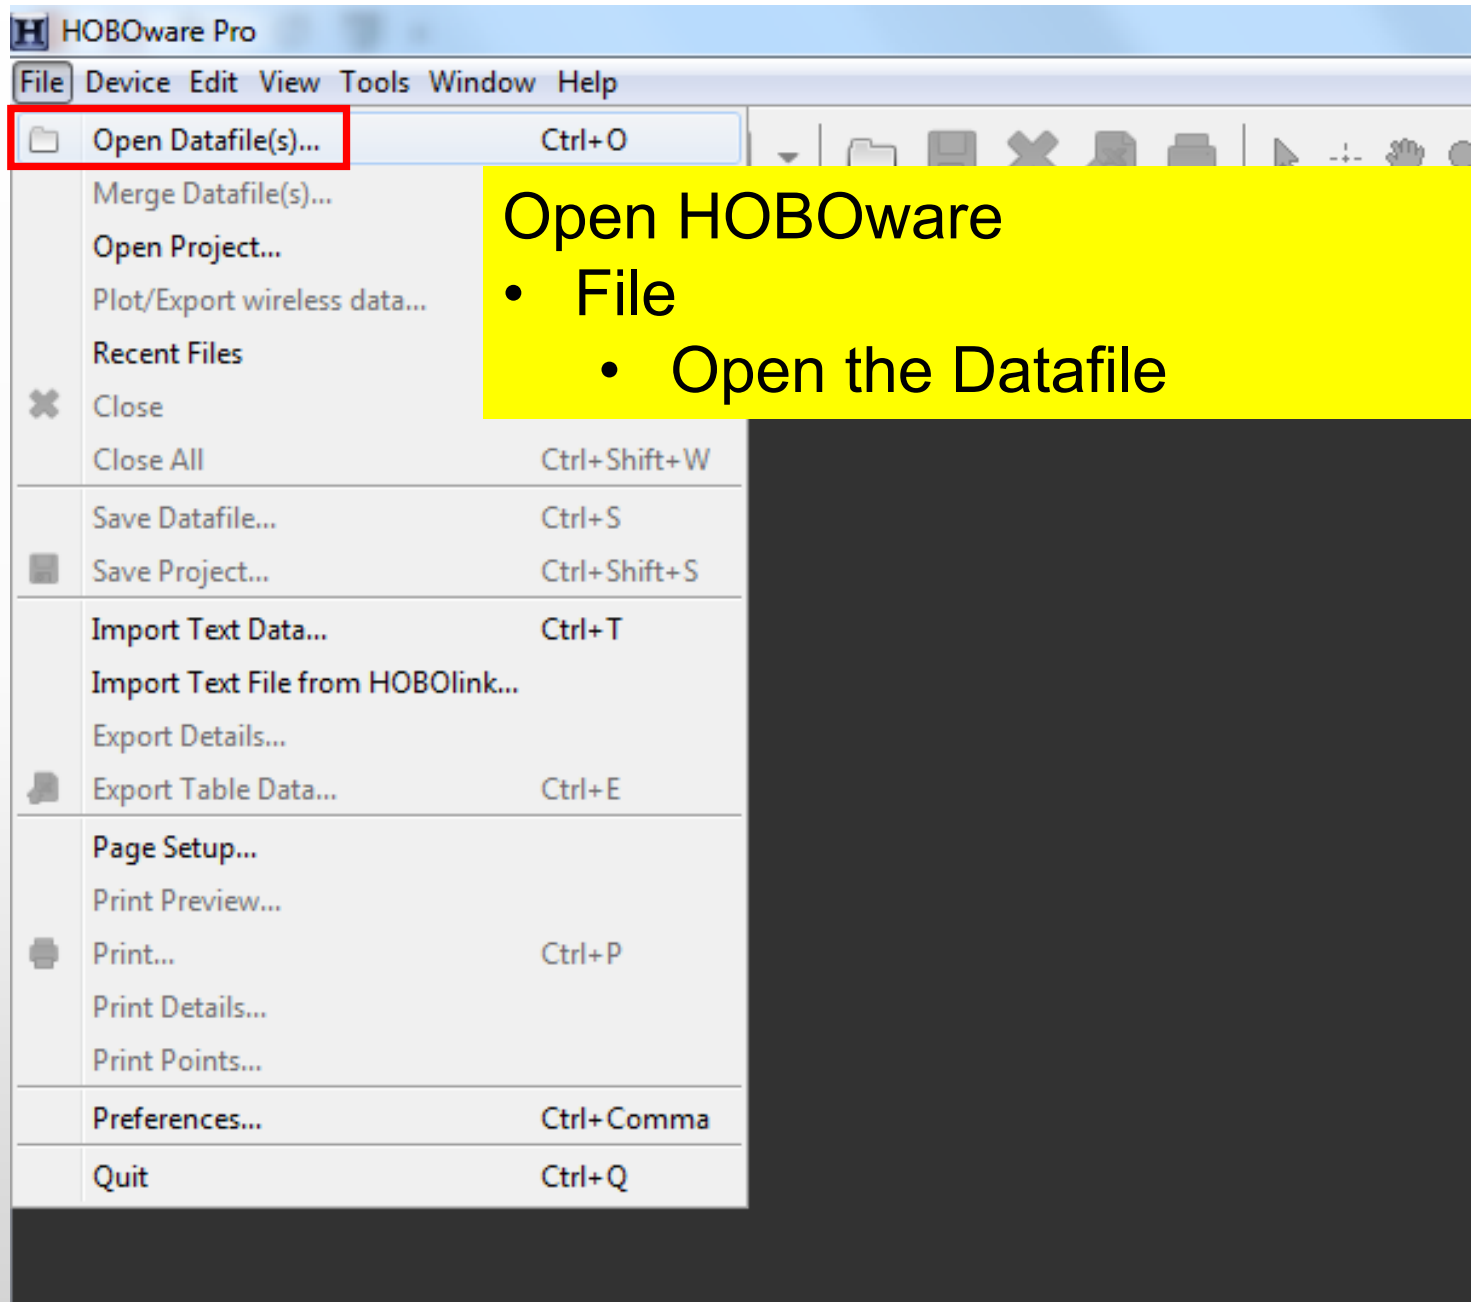 H HOBOware Pro
File Device Edit View Tools Window Help
Open Datafile(s)... Ctrl+O
Merge Datafile(s)...
Open Project...
Plot/Export wireless data...
Recent Files
Close
Close All Ctrl+Shift+W
Save Datafile... Ctrl+S
Save Project... Ctrl+Shift+S
Import Text Data... Ctrl+T
Import Text File from HOBOlink...
Export Details...
Export Table Data... Ctrl+E
Page Setup...
Print Preview...
Print... Ctrl+P
Print Details...
Print Points...
Preferences... Ctrl+Comma
Quit Ctrl+Q
Open HOBOware
• File
• Open the Datafile